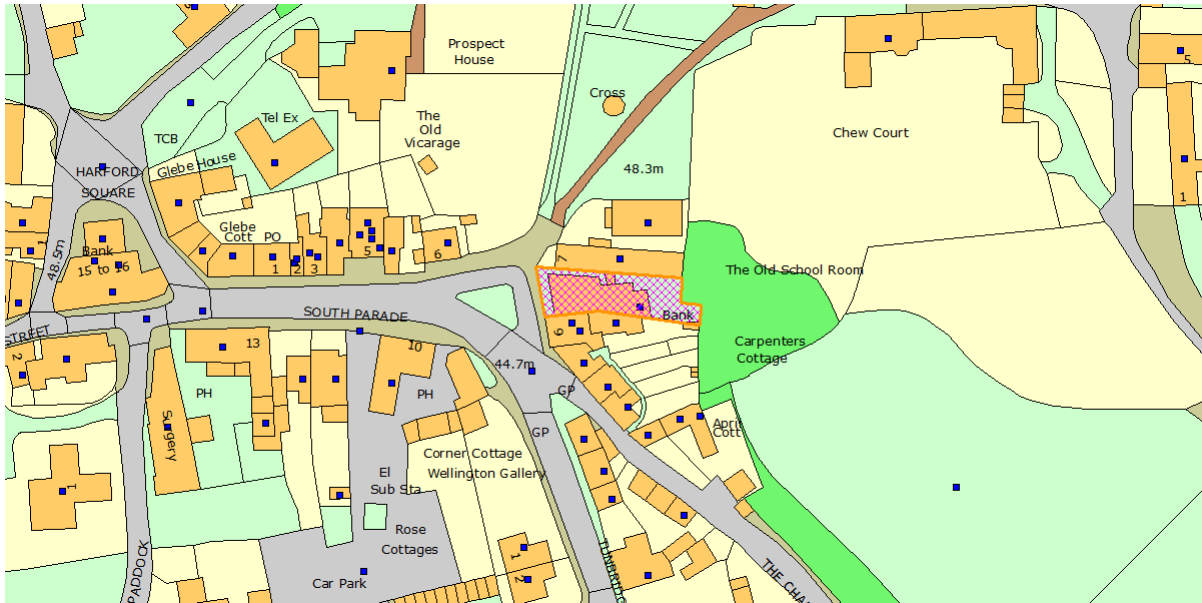 Prospect
House
5
Cross
Tel Ex
The
Old
Vicarage
TCB
Chew Court
Glebe House
HARFORD
SQUARE
48.3m
1
Glebe
Cott
PO
5
6
1
2
3
1
48.5m
Bank
15 to 16
7
The Old School Room
SOUTH PARADE
Bank
STREET
9
Carpenters
Cottage
13
10
44.7m
2
PH
PH
GP
Surgery
GP
April
Cott
Corner Cottage
Wellington Gallery
El
Sub Sta
1
Rose
Cottages
1
2
Car Park
PADDOCK
TUNBRIDG
THE CHA